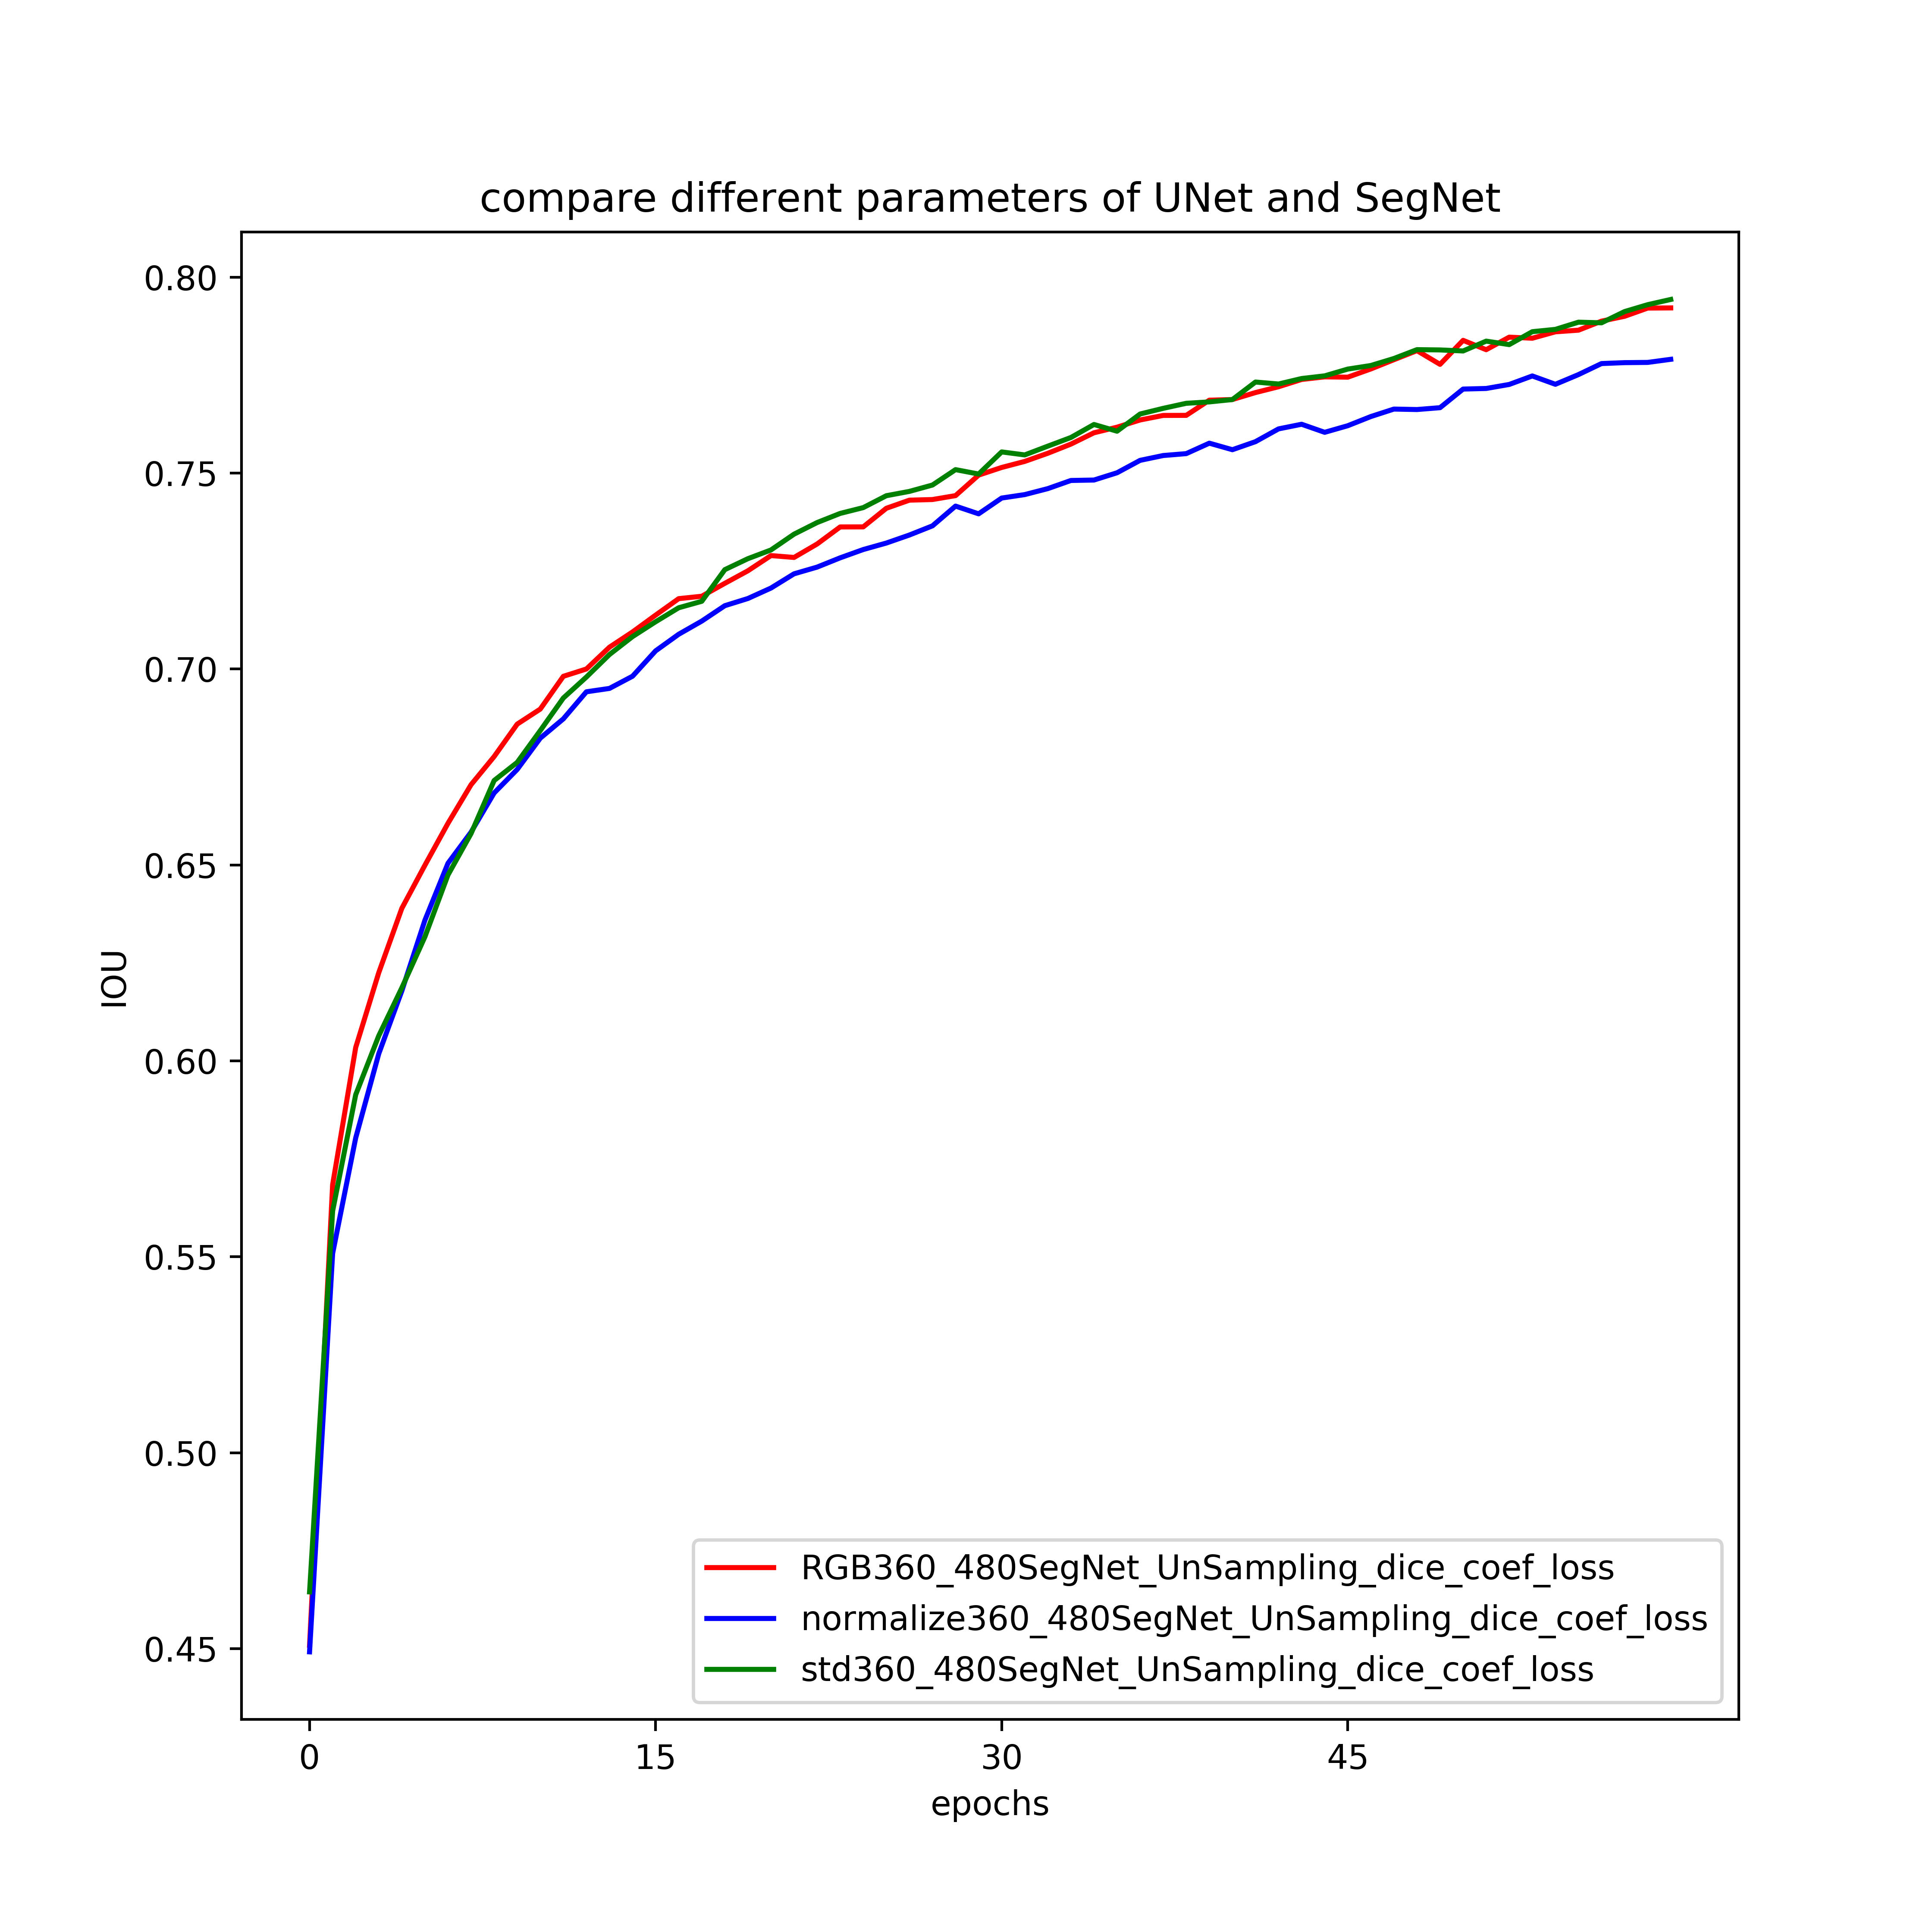 compare different parameters of UNet and SegNet
0.80
0.75
0.70
0.65
0.60
0.55
0.50
0.45
IOU
RGB360_480SegNet_UnSampling_dice_coef_loss
normalize360_480SegNet_UnSampling_dice_coef_loss
std360_480SegNet_UnSampling_dice_coef_loss
0 15 30 45
epochs